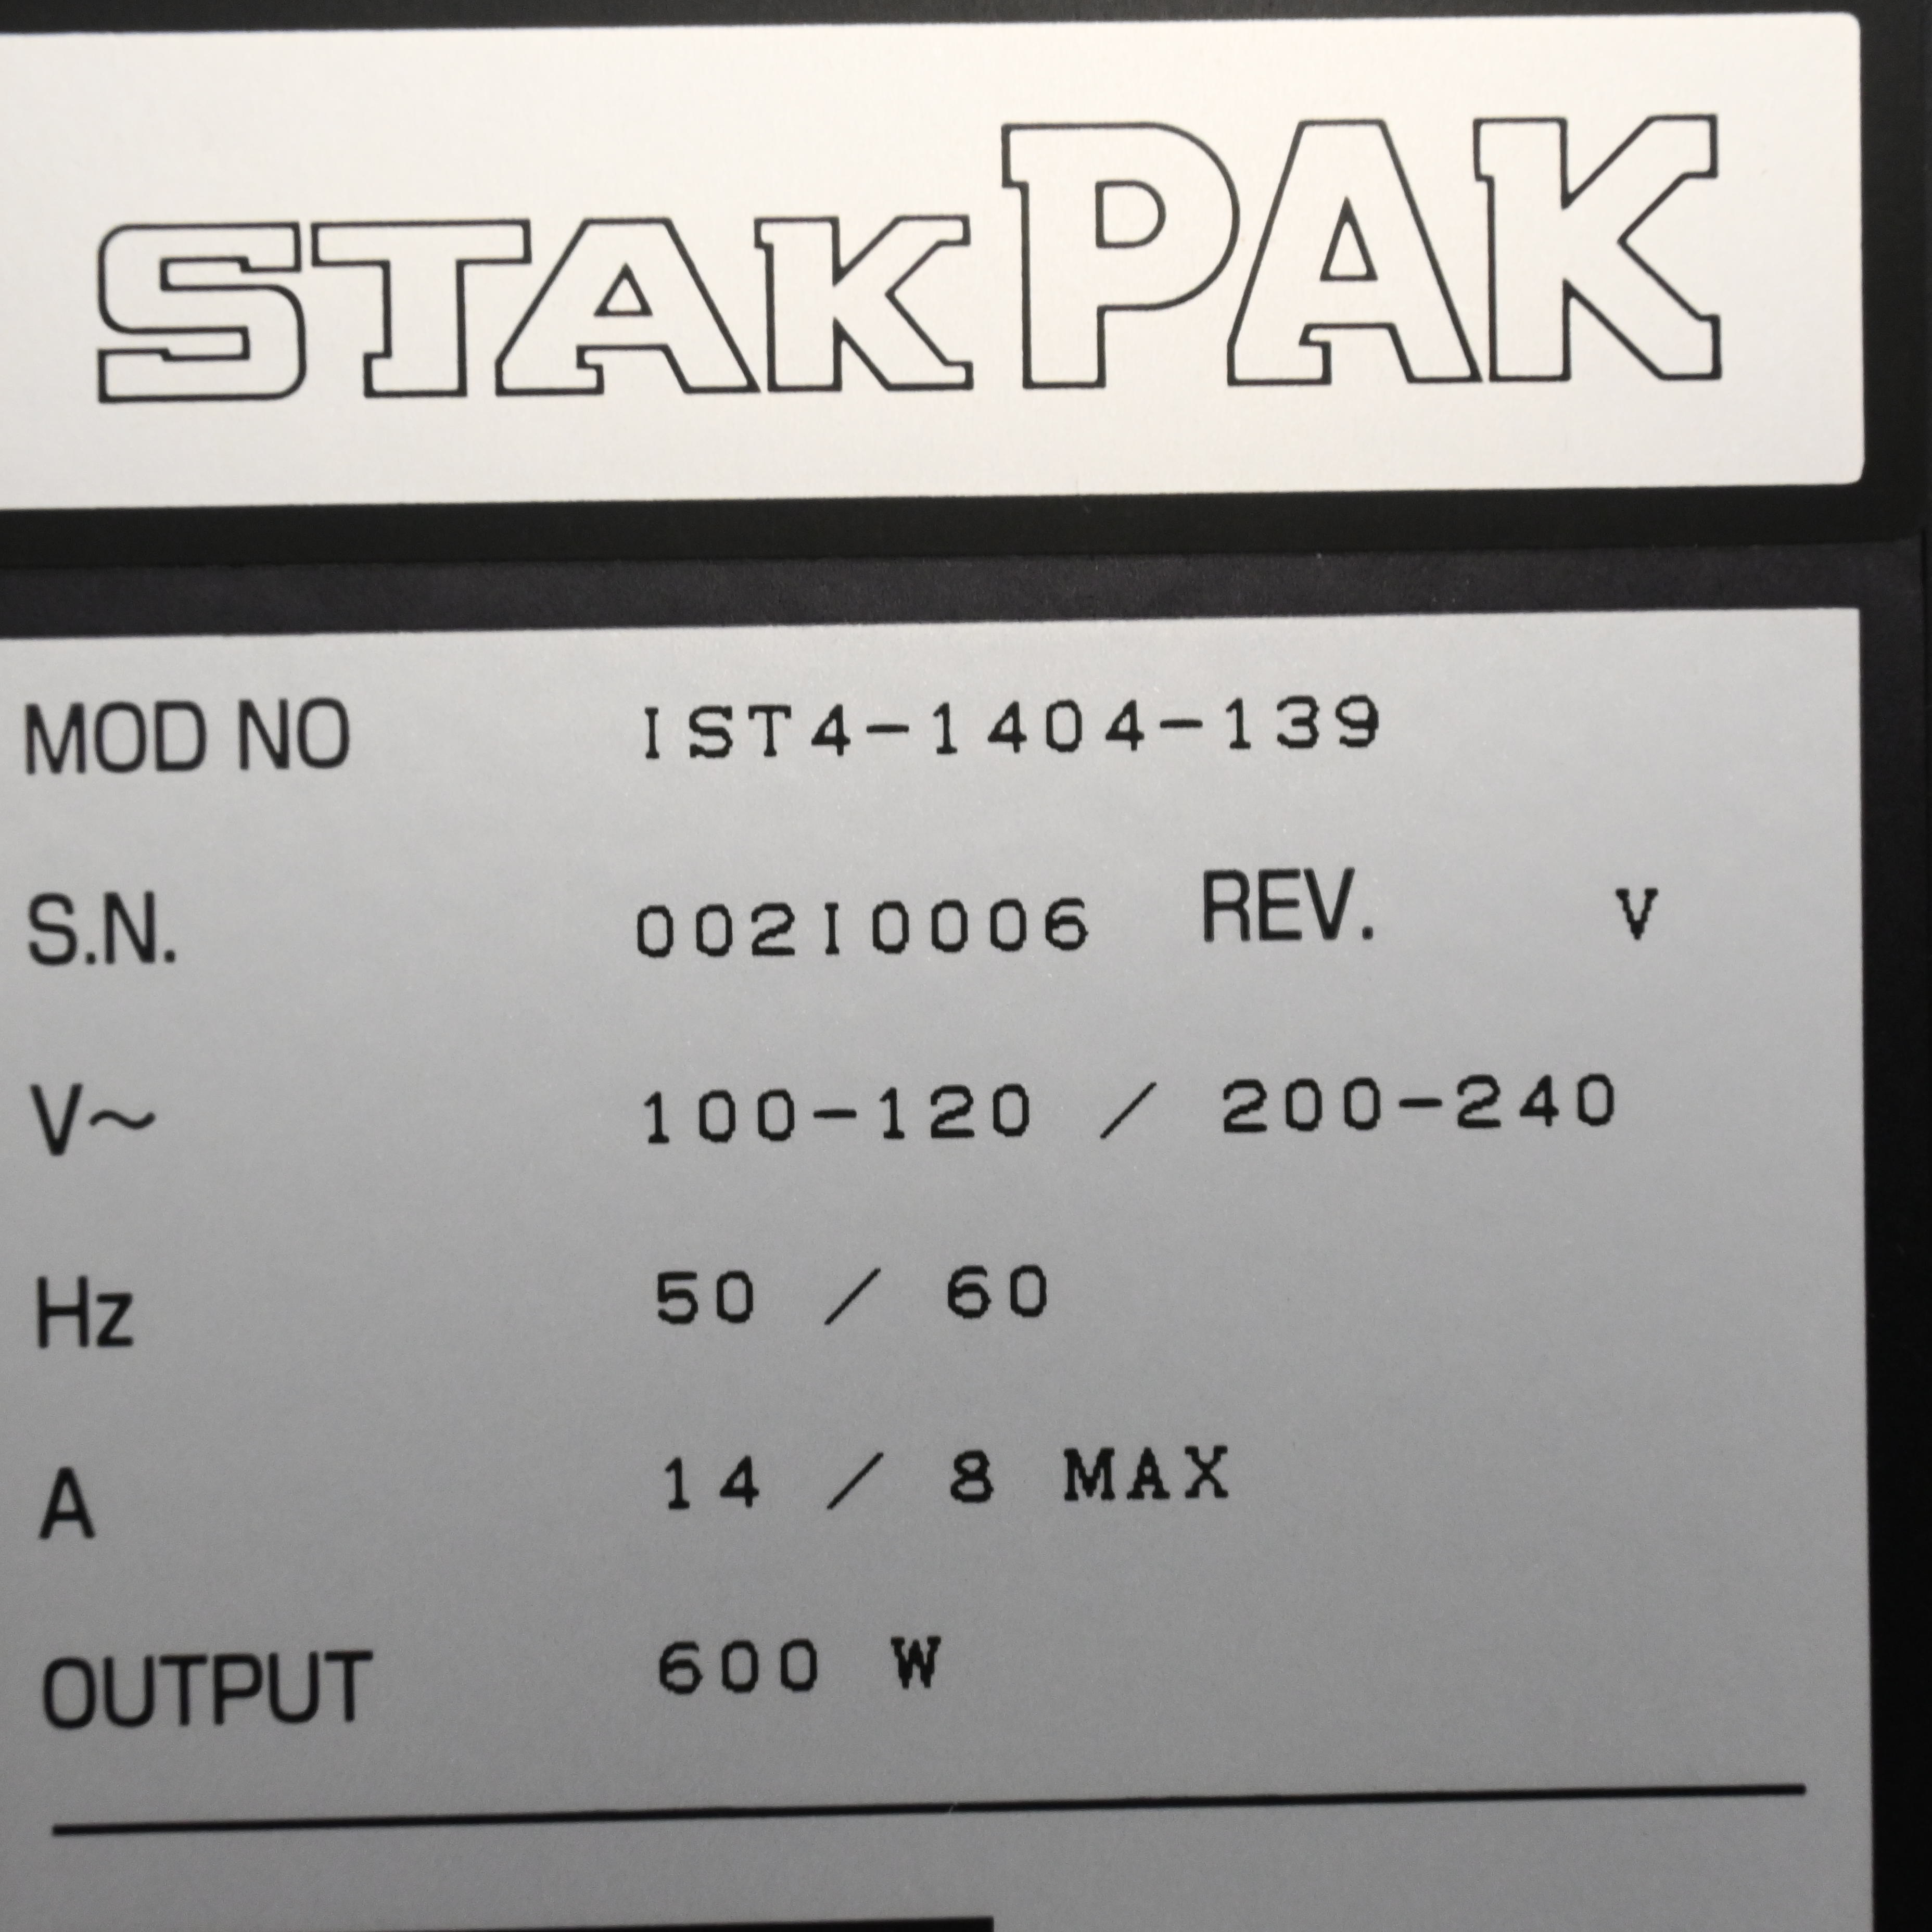 STAKPAK
MOD NO IST4-1404-139
S.N. 002I0006 REV. V
V~ 100-120 / 200-240
Hz 50 / 60
A 14 / 8 MAX
OUTPUT 600 W